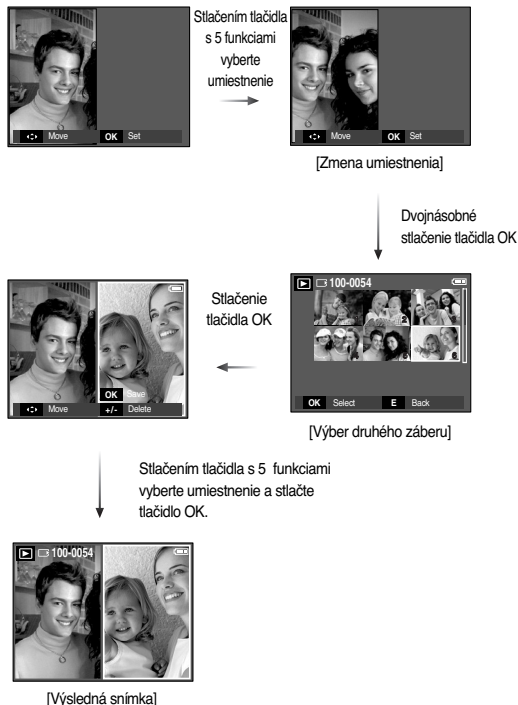 Stlačením tlačidla
s 5 funkciami
vyberte
umiestnenie
Move OK Set
Move OK Set
[Zmena umiestnenia]
Dvojnásobné
stlačenie tlačidla OK
100-0054
OK Select E Back
[Výber druhého záberu]
Stlačenie
tlačidla OK
OK Save
Move +/- Delete
Stlačením tlačidla s 5 funkciami
vyberte umiestnenie a stlačte
tlačidlo OK.
100-0054
[Výsledná snímka]